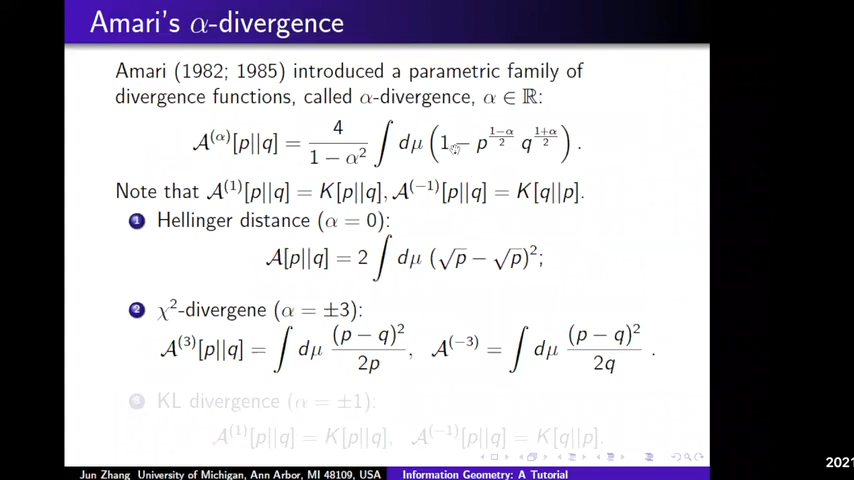 Amari's α-divergence
Amari (1982; 1985) introduced a parametric family of
divergence functions, called α-divergence, α ∈ ℝ:
𝒜^(α)[p||q] = 4/(1 − α²) ∫ dμ (1 − p^((1−α)/2) q^((1+α)/2)).
Note that 𝒜^(1)[p||q] = K[p||q], 𝒜^(−1)[p||q] = K[q||p].
1 Hellinger distance (α = 0):
𝒜[p||q] = 2 ∫ dμ (√p − √p)²;
2 χ²-divergene (α = ±3):
𝒜^(3)[p||q] = ∫ dμ (p − q)²/2p, 𝒜^(−3) = ∫ dμ (p − q)²/2q .
3 KL divergence (α = ±1):
𝒜^(1)[p||q] = K[p||q], 𝒜^(−1)[p||q] = K[q||p].
Jun Zhang University of Michigan, Ann Arbor, MI 48109, USA Information Geometry: A Tutorial
2021